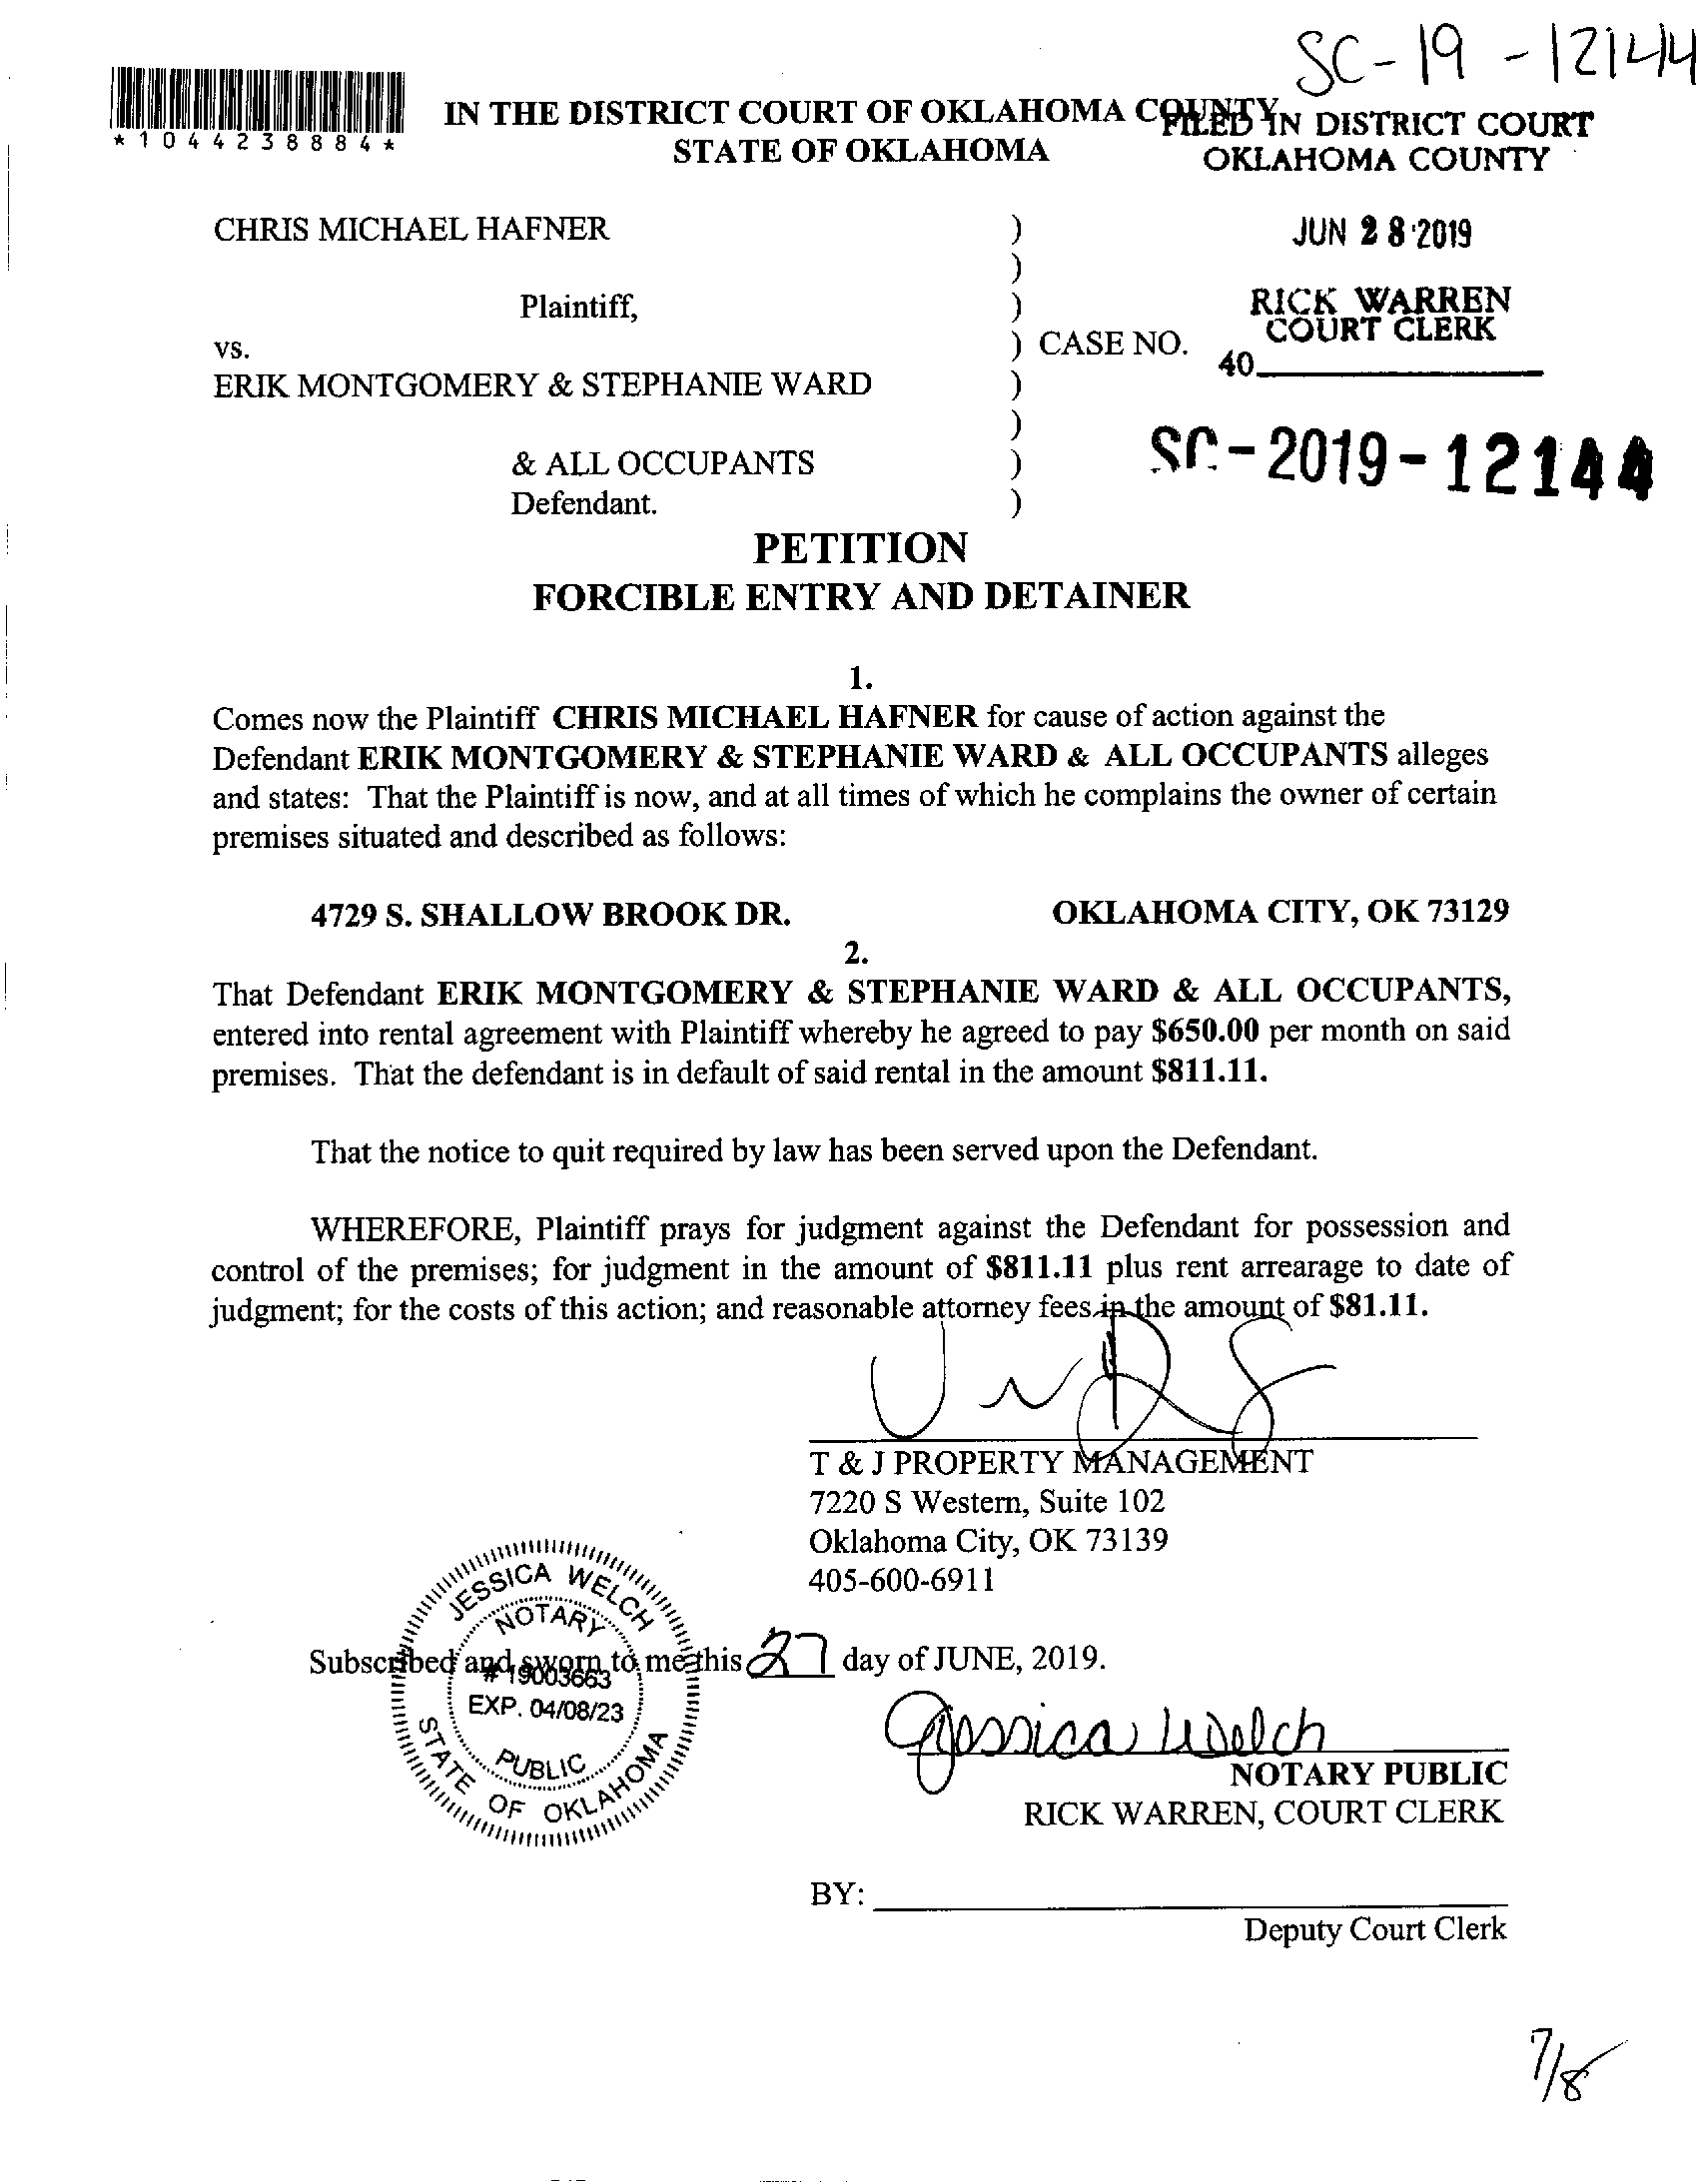 SC-19-12144
*1044238884*
IN THE DISTRICT COURT OF OKLAHOMA COUNTY
STATE OF OKLAHOMA
FILED IN DISTRICT COURT
OKLAHOMA COUNTY
JUN 28 2019
RICK WARREN
COURT CLERK
40
CHRIS MICHAEL HAFNER )
)
Plaintiff, )
vs. ) CASE NO.
ERIK MONTGOMERY & STEPHANIE WARD )
)
& ALL OCCUPANTS )
Defendant. )
SC-2019-12144
PETITION
FORCIBLE ENTRY AND DETAINER
1.
Comes now the Plaintiff CHRIS MICHAEL HAFNER for cause of action against the
Defendant ERIK MONTGOMERY & STEPHANIE WARD & ALL OCCUPANTS alleges
and states: That the Plaintiff is now, and at all times of which he complains the owner of certain
premises situated and described as follows:
4729 S. SHALLOW BROOK DR. OKLAHOMA CITY, OK 73129
2.
That Defendant ERIK MONTGOMERY & STEPHANIE WARD & ALL OCCUPANTS,
entered into rental agreement with Plaintiff whereby he agreed to pay $650.00 per month on said
premises. That the defendant is in default of said rental in the amount $811.11.
That the notice to quit required by law has been served upon the Defendant.
WHEREFORE, Plaintiff prays for judgment against the Defendant for possession and
control of the premises; for judgment in the amount of $811.11 plus rent arrearage to date of
judgment; for the costs of this action; and reasonable attorney fees in the amount of $81.11.
T & J PROPERTY MANAGEMENT
7220 S Western, Suite 102
Oklahoma City, OK 73139
405-600-6911
Subscribed and sworn to me this 27 day of JUNE, 2019.
JESSICA WELCH
NOTARY
# 19003663
EXP. 04/08/23
PUBLIC
STATE OF OKLAHOMA
Jessica Welch
NOTARY PUBLIC
RICK WARREN, COURT CLERK
BY:
Deputy Court Clerk
7/8